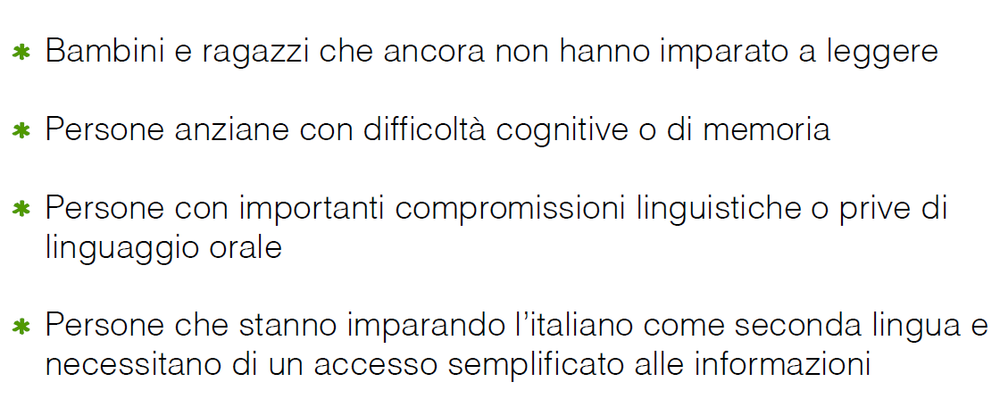 * Bambini e ragazzi che ancora non hanno imparato a leggere
* Persone anziane con difficoltà cognitive o di memoria
* Persone con importanti compromissioni linguistiche o prive di
linguaggio orale
* Persone che stanno imparando l’italiano come seconda lingua e
necessitano di un accesso semplificato alle informazioni